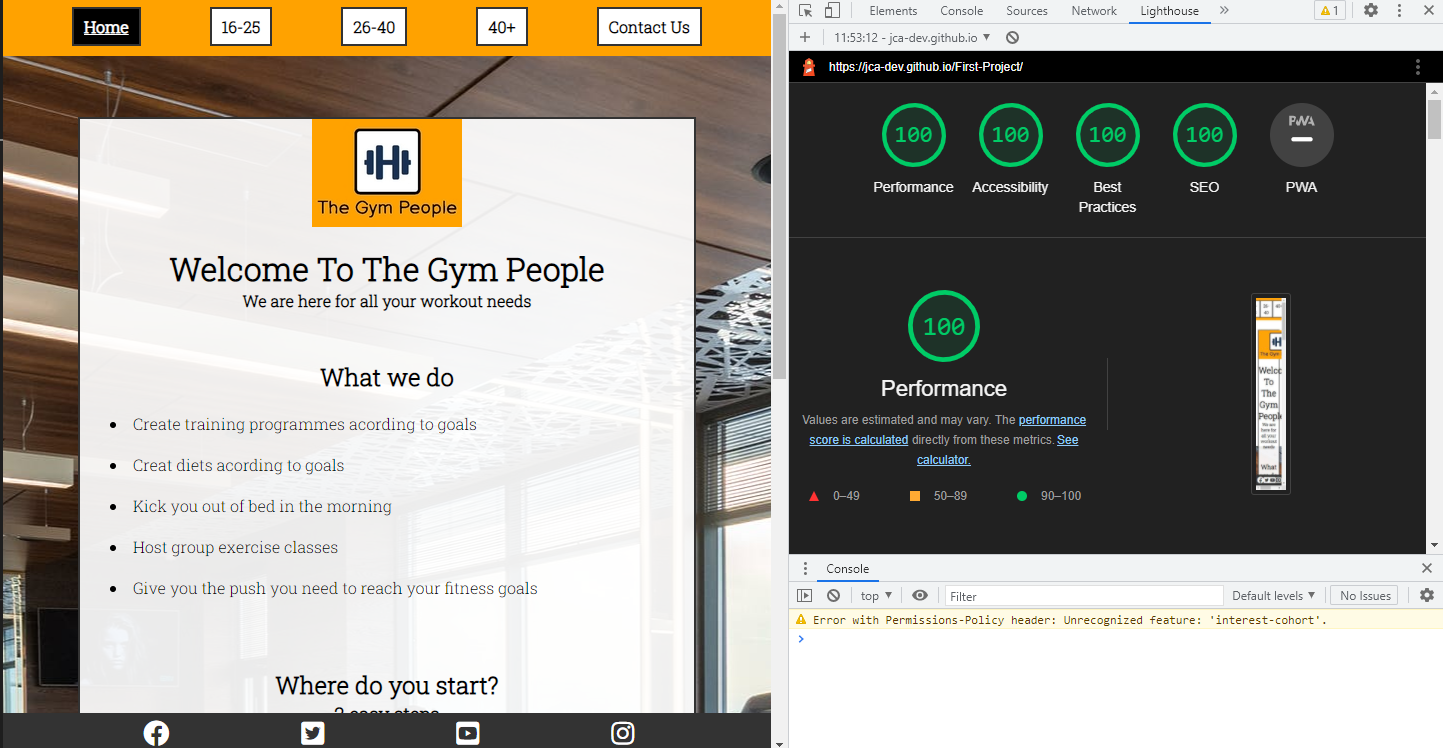 Home 16-25 26-40 40+ Contact Us
The Gym People
Welcome To The Gym People
We are here for all your workout needs
What we do
Create training programmes acording to goals
Creat diets acording to goals
Kick you out of bed in the morning
Host group exercise classes
Give you the push you need to reach your fitness goals
Where do you start?
2 easy steps
Elements Console Sources Network Lighthouse 1
11:53:12 - jca-dev.github.io
https://jca-dev.github.io/First-Project/
100 100 100 100 PWA
Performance Accessibility Best Practices SEO PWA
100
Performance
Values are estimated and may vary. The performance
score is calculated directly from these metrics. See
calculator.
0–49 50–89 90–100
Console
top Filter Default levels No Issues
Error with Permissions-Policy header: Unrecognized feature: 'interest-cohort'.